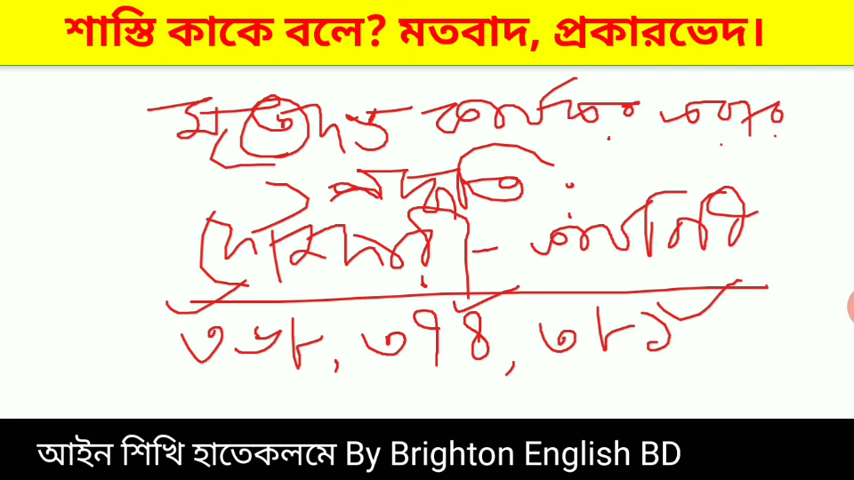 শাস্তি কাকে বলে? মতবাদ, প্রকারভেদ।
মৃত্যুদণ্ড কার্যকর করার
পদ্ধতি:
ফৌজদারী - কার্যবিধি
৩৬৮, ৩৭৪, ৩৮১
আইন শিখি হাতেকলমে By Brighton English BD